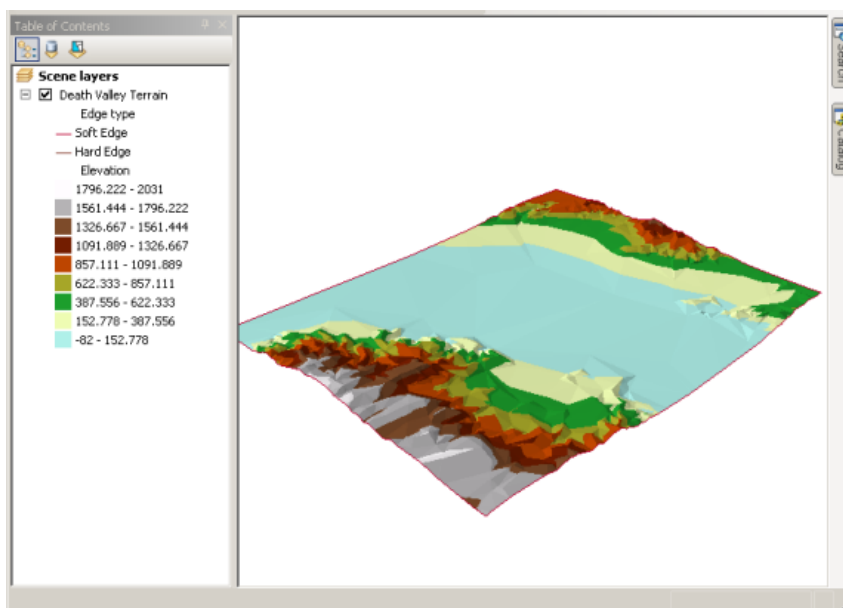 Table of Contents
Scene layers
Death Valley Terrain
Edge type
Soft Edge
Hard Edge
Elevation
1796.222 - 2031
1561.444 - 1796.222
1326.667 - 1561.444
1091.889 - 1326.667
857.111 - 1091.889
622.333 - 857.111
387.556 - 622.333
152.778 - 387.556
-82 - 152.778
Search
Catalog